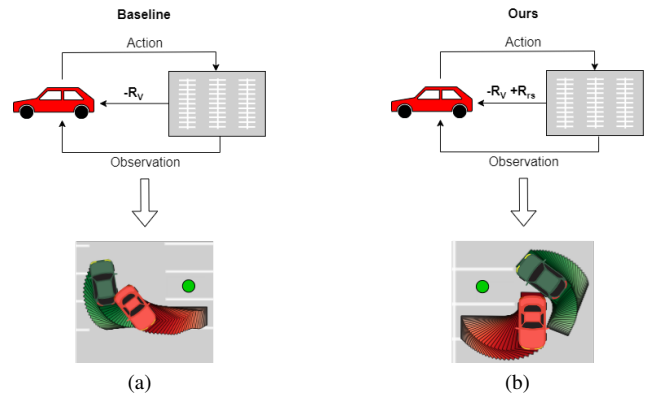 Baseline
Action
-R_V
Observation
(a)
Ours
Action
-R_V +R_rs
Observation
(b)